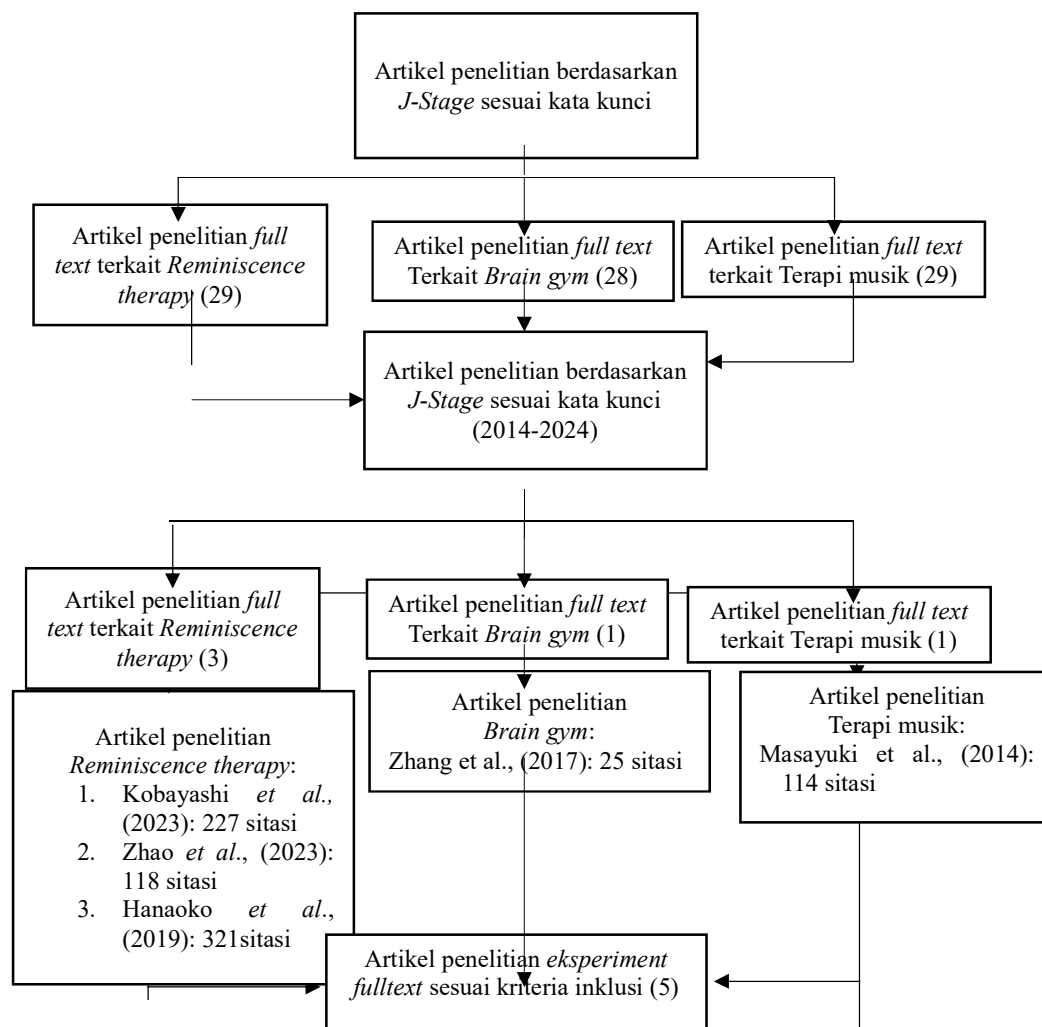 Artikel penelitian berdasarkan
J-Stage sesuai kata kunci
Artikel penelitian full
text terkait Reminiscence
therapy (29)
Artikel penelitian full text
Terkait Brain gym (28)
Artikel penelitian full text
terkait Terapi musik (29)
Artikel penelitian berdasarkan
J-Stage sesuai kata kunci
(2014-2024)
Artikel penelitian full
text terkait Reminiscence
therapy (3)
Artikel penelitian full text
Terkait Brain gym (1)
Artikel penelitian full text
terkait Terapi musik (1)
Artikel penelitian
Reminiscence therapy:
1. Kobayashi et al.,
(2023): 227 sitasi
2. Zhao et al., (2023):
118 sitasi
3. Hanaoko et al.,
(2019): 321sitasi
Artikel penelitian
Brain gym:
Zhang et al., (2017): 25 sitasi
Artikel penelitian
Terapi musik:
Masayuki et al., (2014):
114 sitasi
Artikel penelitian eksperiment
fulltext sesuai kriteria inklusi (5)